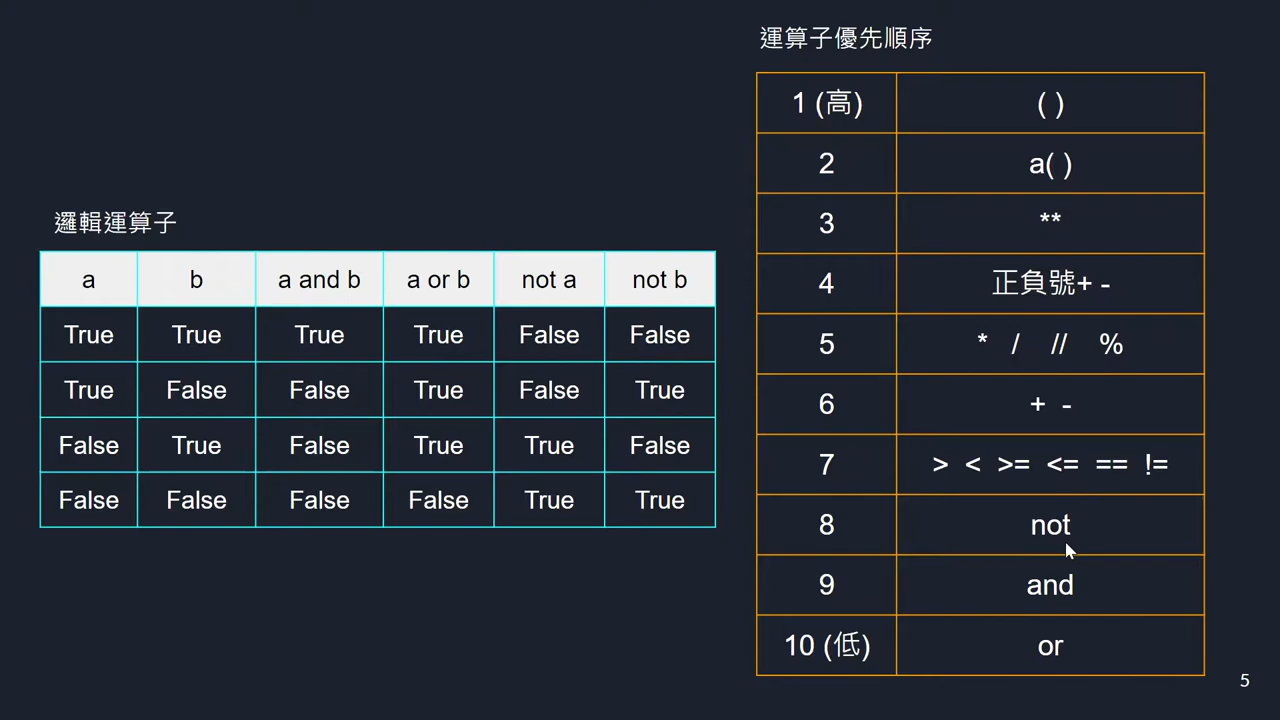 邏輯運算子
a b a and b a or b not a not b
True True True True False False
True False False True False True
False True False True True False
False False False False True True
運算子優先順序
1 (高) ( )
2 a( )
3 **
4 正負號+ -
5 * / // %
6 + -
7 > < >= <= == !=
8 not
9 and
10 (低) or
5